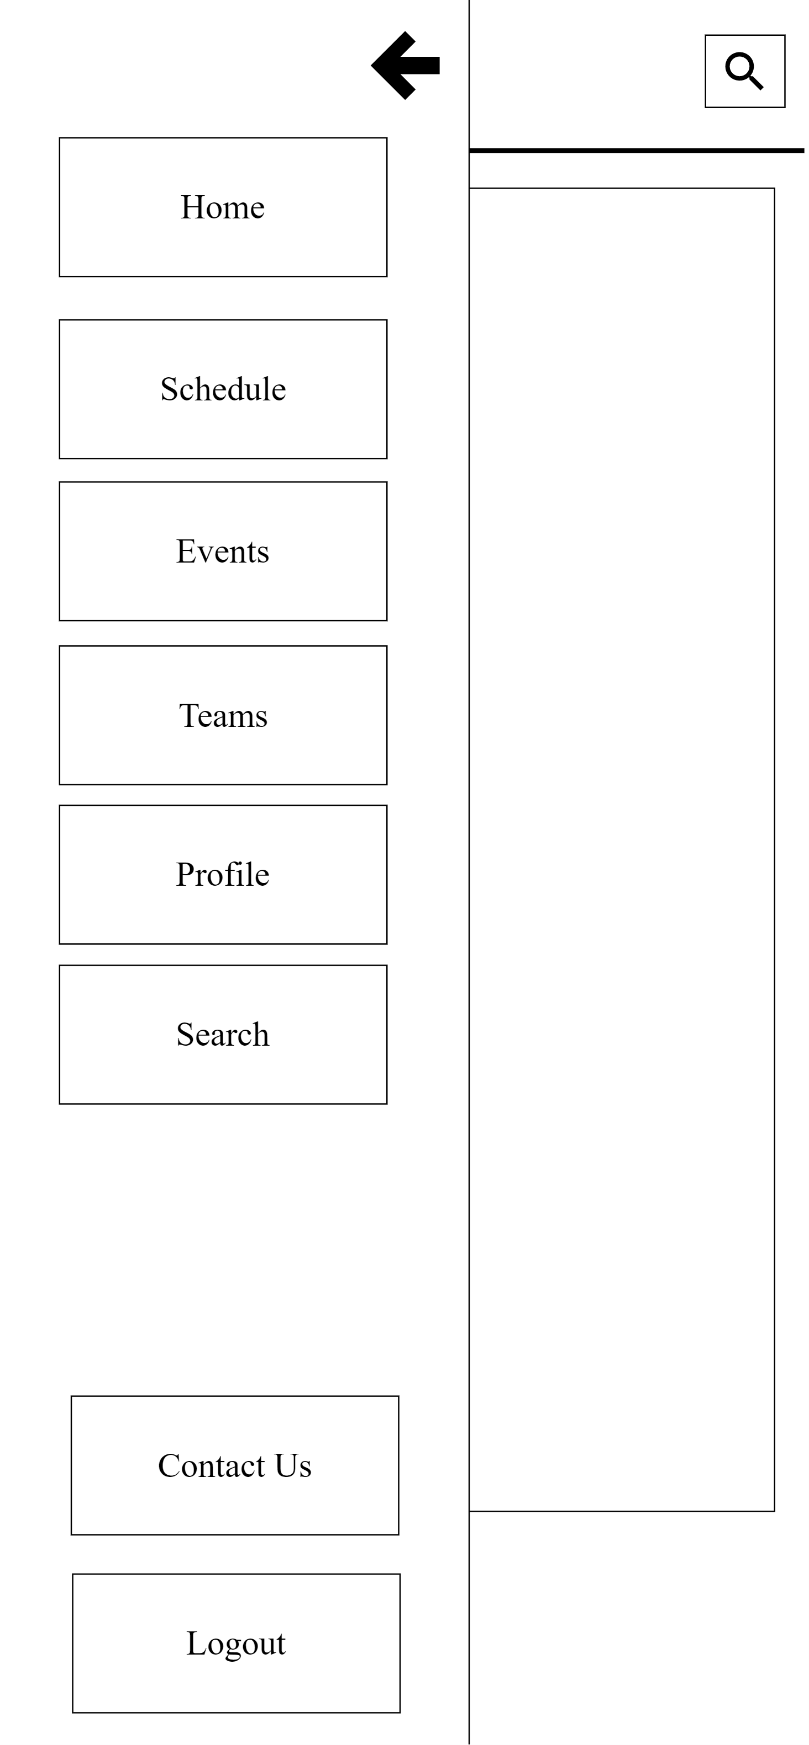 Home
Schedule
Events
Teams
Profile
Search
Contact Us
Logout